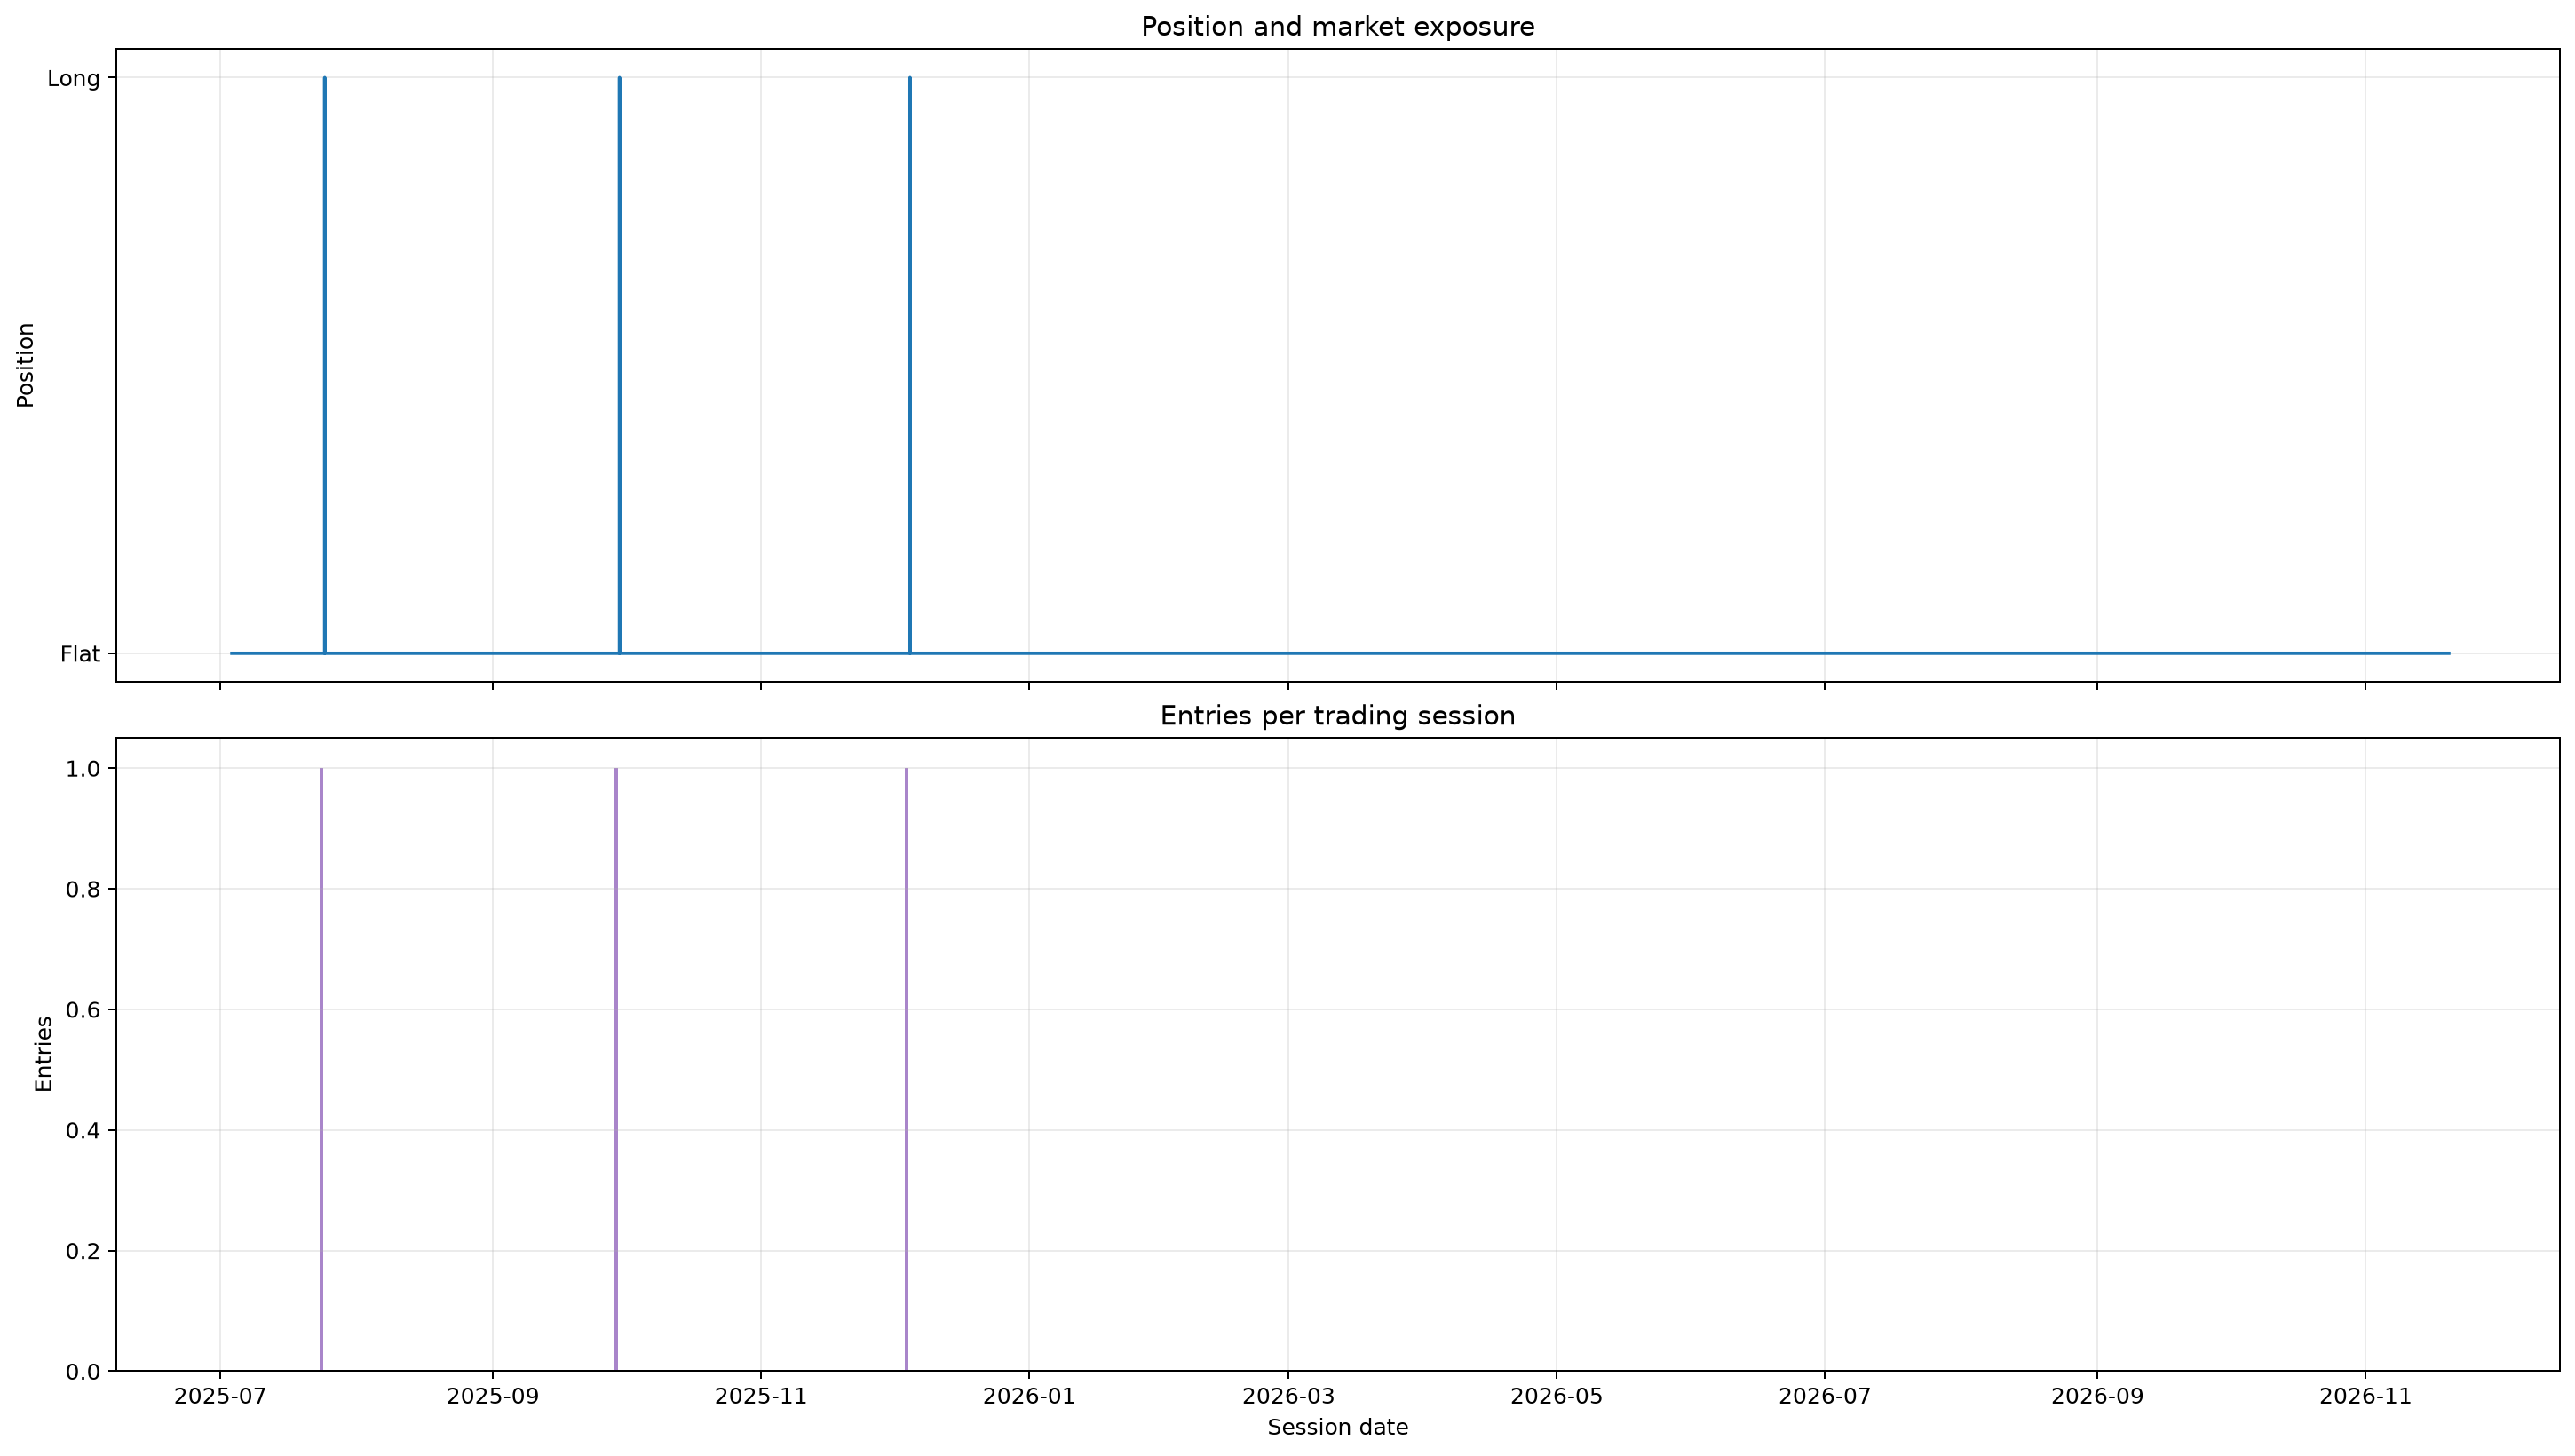 Position and market exposure
Long
Position
Flat
Entries per trading session
1.0
0.8
0.6
Entries
0.4
0.2
0.0
2025-07 2025-09 2025-11 2026-01 2026-03 2026-05 2026-07 2026-09 2026-11
Session date